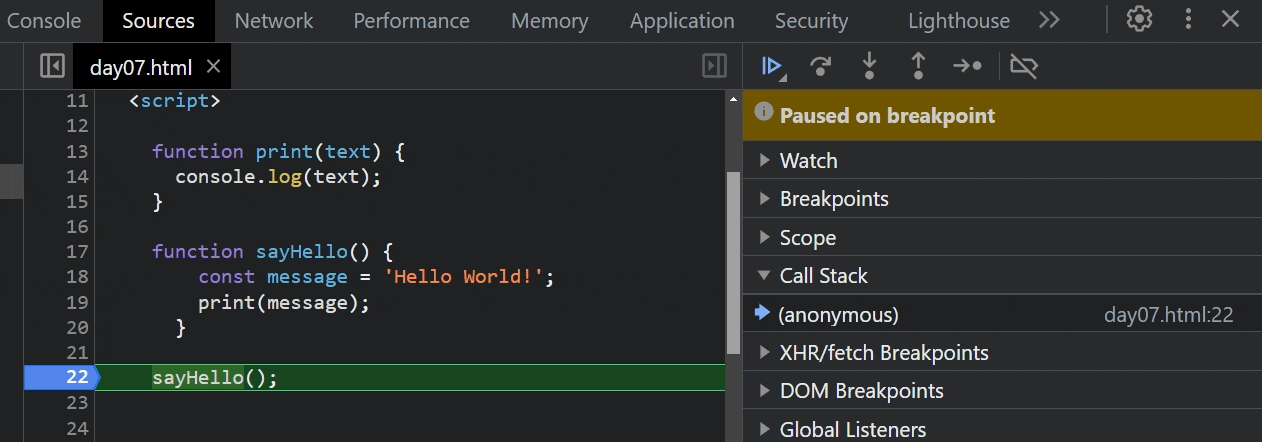 Console Sources Network Performance Memory Application Security Lighthouse
day07.html
11 <script>
12
13 function print(text) {
14 console.log(text);
15 }
16
17 function sayHello() {
18 const message = 'Hello World!';
19 print(message);
20 }
21
22 sayHello();
23
24
Paused on breakpoint
Watch
Breakpoints
Scope
Call Stack
(anonymous) day07.html:22
XHR/fetch Breakpoints
DOM Breakpoints
Global Listeners